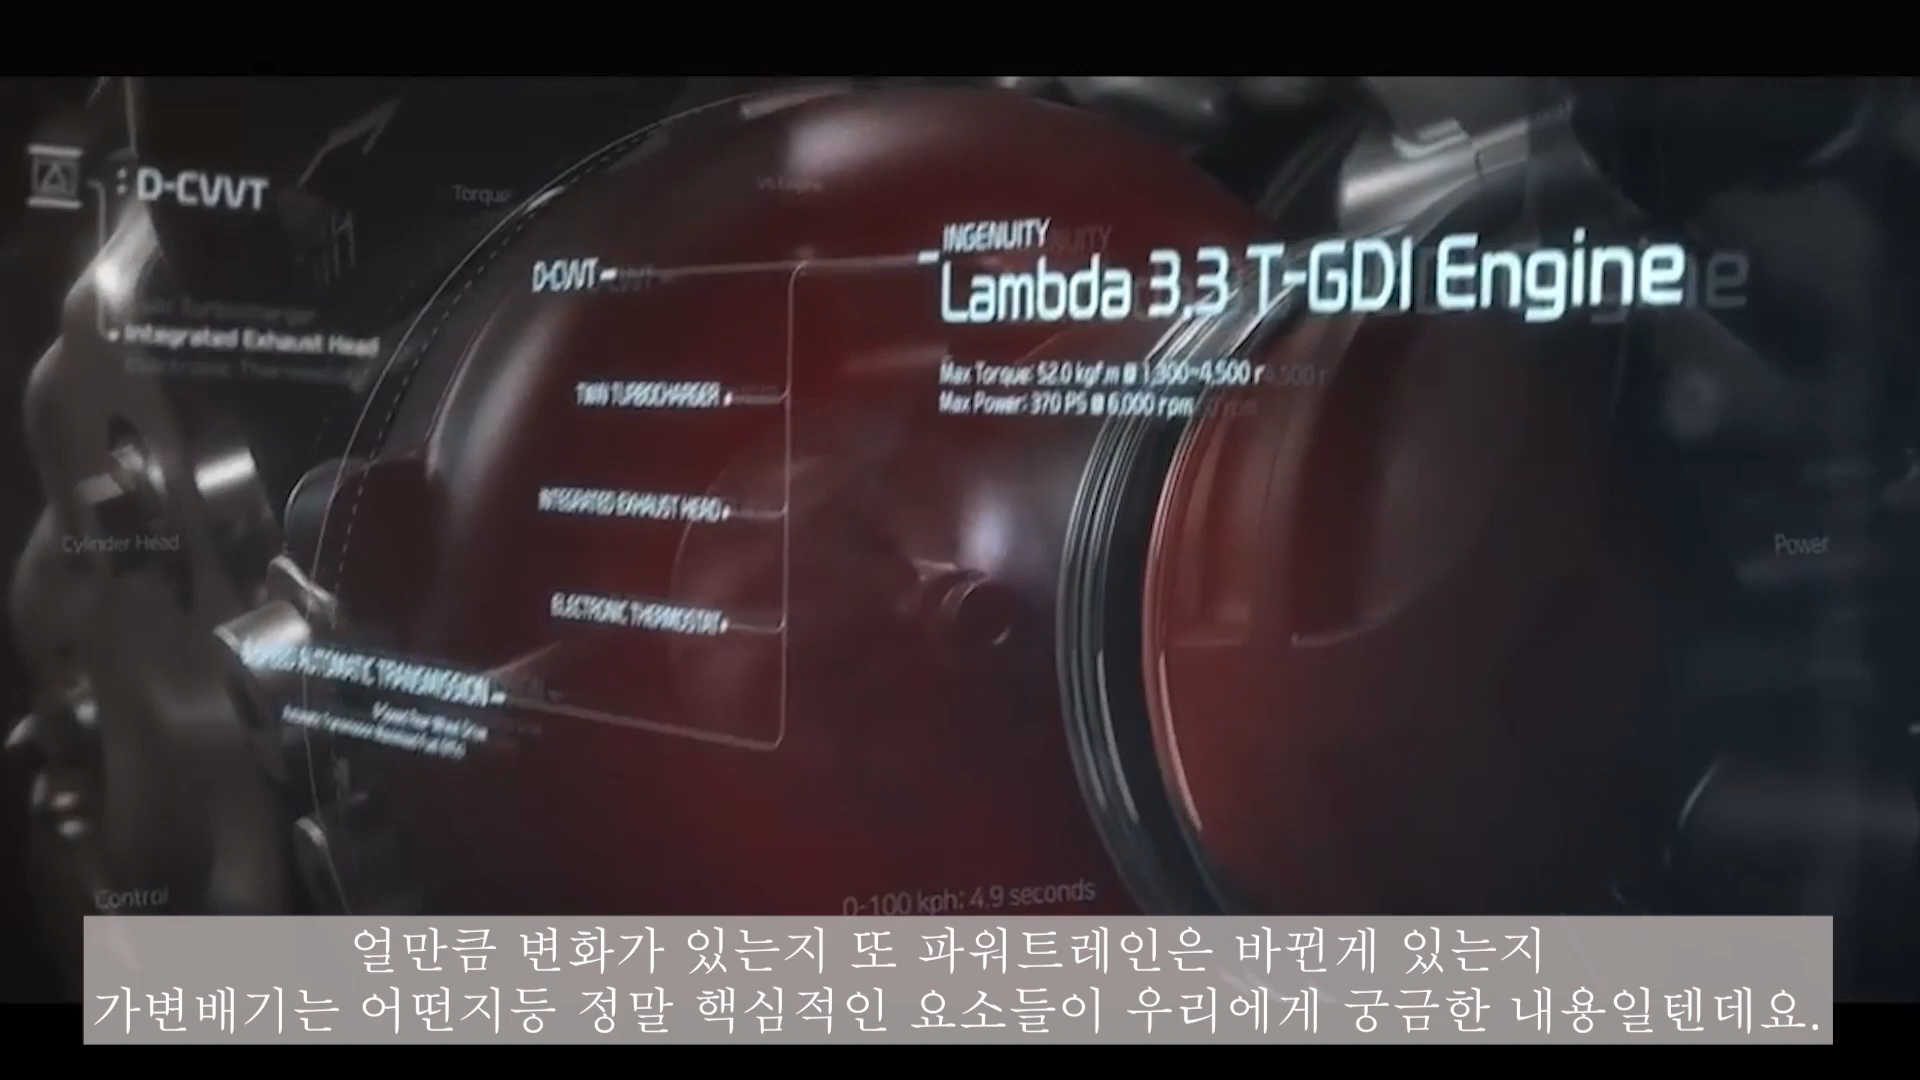 D-CVVT
Torque
V6 Engine
INGENUITY
Lambda 3.3 T-GDI Engine
D-CVVT
Integrated Exhaust Head
Max Torque: 52.0 kgf.m @ 1,300~4,500 r
Max Power: 370 PS @ 6,000 rpm
TWIN TURBOCHARGER
INTEGRATED EXHAUST HEAD
Cylinder Head
Power
ELECTRONIC THERMOSTAT
AUTOMATIC TRANSMISSION
Control
0-100 kph: 4.9 seconds
얼만큼 변화가 있는지 또 파워트레인은 바뀐게 있는지
가변배기는 어떤지등 정말 핵심적인 요소들이 우리에게 궁금한 내용일텐데요.